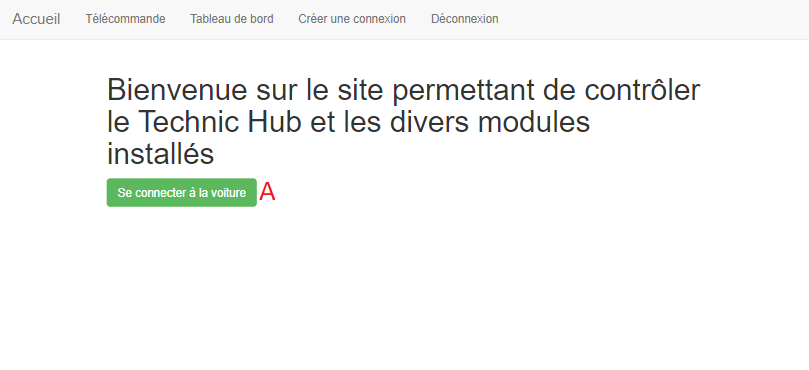 Accueil Télécommande Tableau de bord Créer une connexion Déconnexion
Bienvenue sur le site permettant de contrôler
le Technic Hub et les divers modules
installés
Se connecter à la voiture A